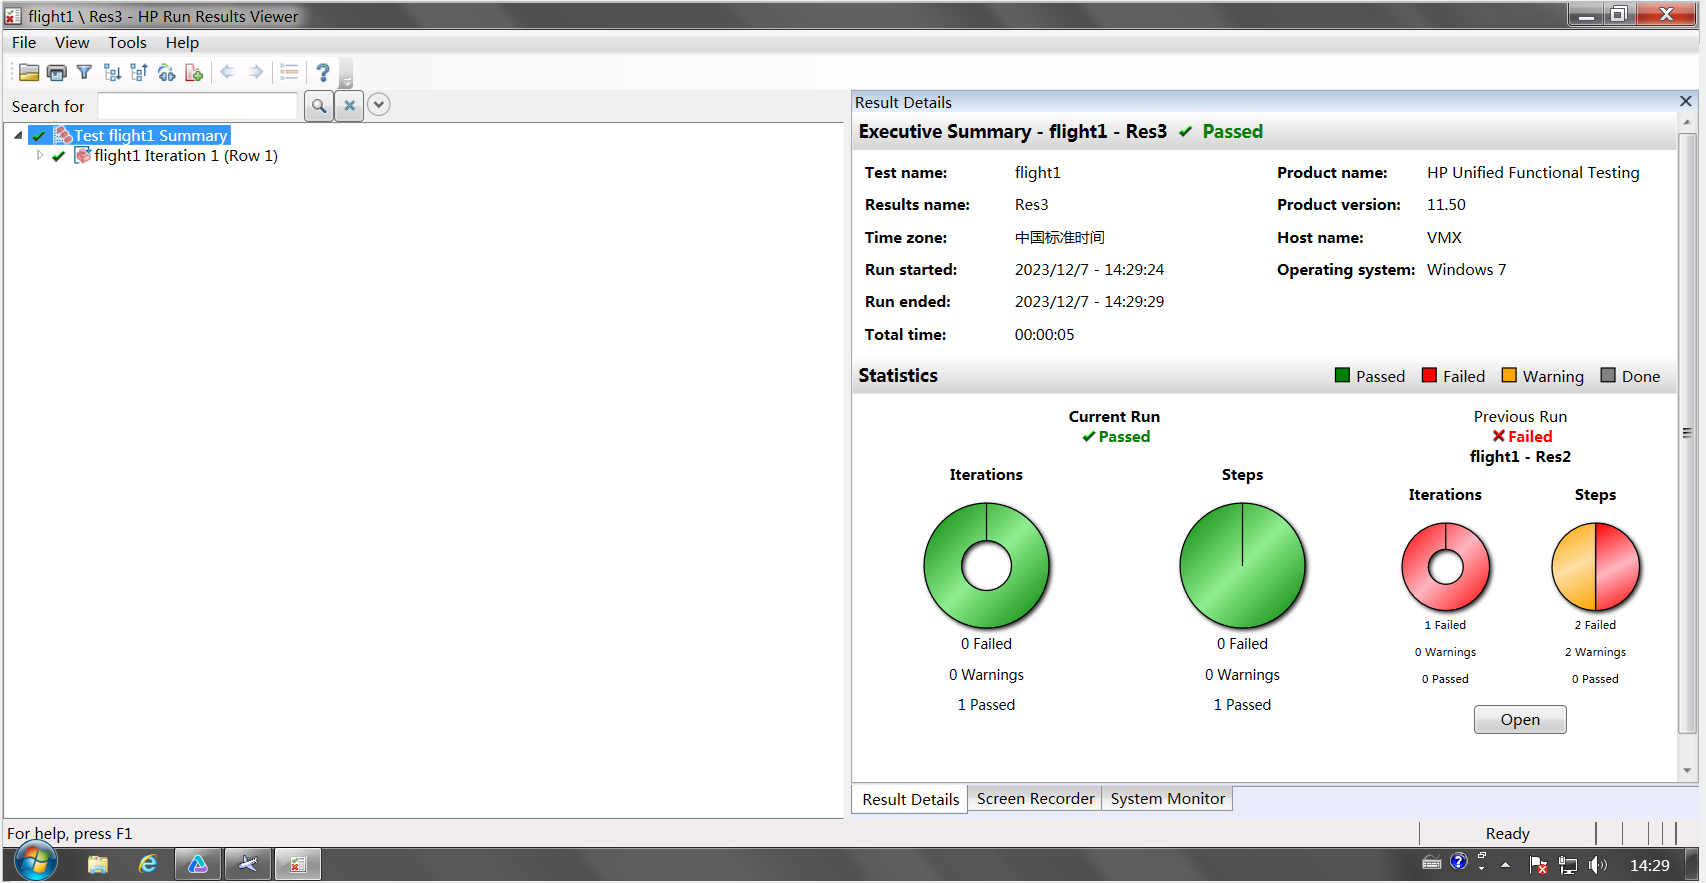 flight1 \ Res3 - HP Run Results Viewer
File View Tools Help
Search for
Test flight1 Summary
flight1 Iteration 1 (Row 1)
Result Details
Executive Summary - flight1 - Res3 Passed
Test name: flight1 Product name: HP Unified Functional Testing
Results name: Res3 Product version: 11.50
Time zone: 中国标准时间 Host name: VMX
Run started: 2023/12/7 - 14:29:24 Operating system: Windows 7
Run ended: 2023/12/7 - 14:29:29
Total time: 00:00:05
Statistics Passed Failed Warning Done
Current Run
Passed
Iterations Steps
0 Failed 0 Failed
0 Warnings 0 Warnings
1 Passed 1 Passed
Previous Run
Failed
flight1 - Res2
Iterations Steps
1 Failed 2 Failed
0 Warnings 2 Warnings
0 Passed 0 Passed
Open
Result Details Screen Recorder System Monitor
For help, press F1 Ready
14:29